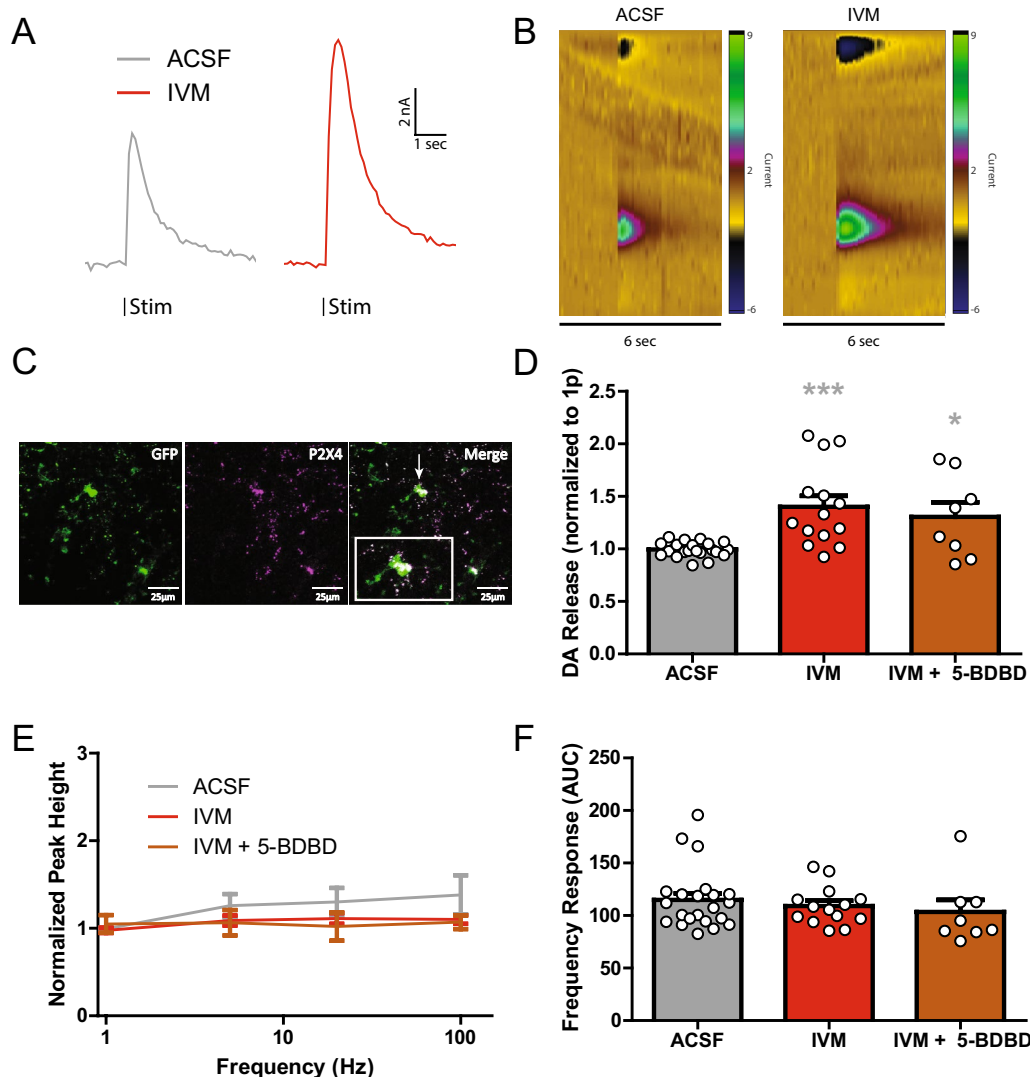 A
ACSF
IVM
2 nA
1 sec
|Stim
|Stim
B
ACSF
IVM
9
2
-6
Current
9
2
-6
Current
6 sec
6 sec
C
GFP
P2X4
Merge
25μm
25μm
25μm
D
DA Release (normalized to 1p)
2.5
2.0
1.5
1.0
0.5
0.0
***
*
ACSF
IVM
IVM + 5-BDBD
E
Normalized Peak Height
3
2
1
0
ACSF
IVM
IVM + 5-BDBD
1
10
100
Frequency (Hz)
F
Frequency Response (AUC)
250
200
150
100
50
0
ACSF
IVM
IVM + 5-BDBD